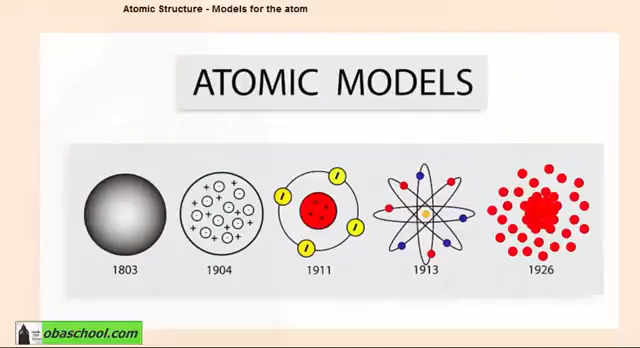 Atomic Structure - Models for the atom
ATOMIC MODELS
1803 1904 1911 1913 1926
obaschool.com